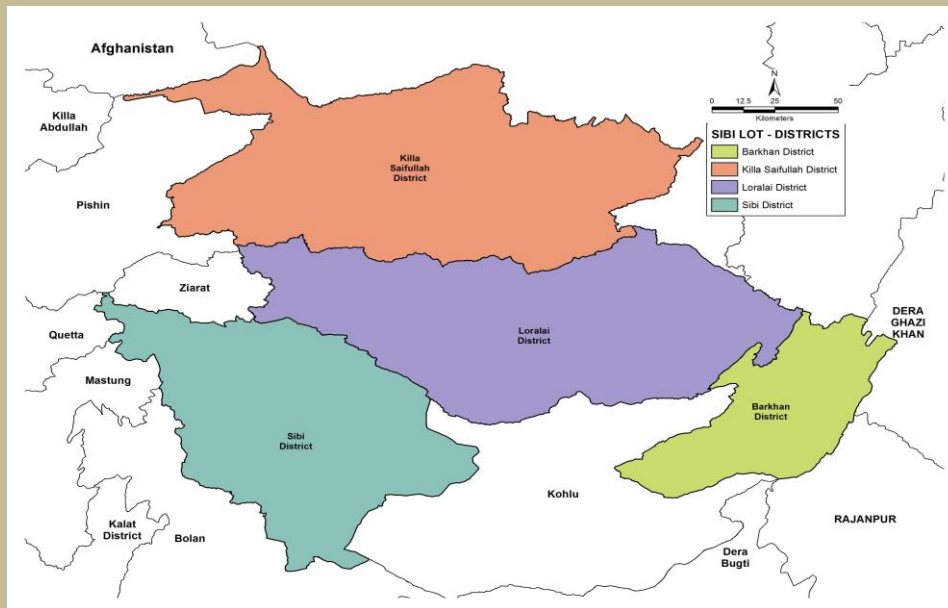 Afghanistan
Killa
Abdullah
Pishin
Killa
Saifullah
District
N
0 12.5 25 50
Kilometers
SIBI LOT - DISTRICTS
Barkhan District
Killa Saifullah District
Loralai District
Sibi District
Ziarat
Quetta
Mastung
Loralai
District
DERA
GHAZI
KHAN
Barkhan
District
Sibi
District
Kohlu
Kalat
District
Bolan
Dera
Bugti
RAJANPUR